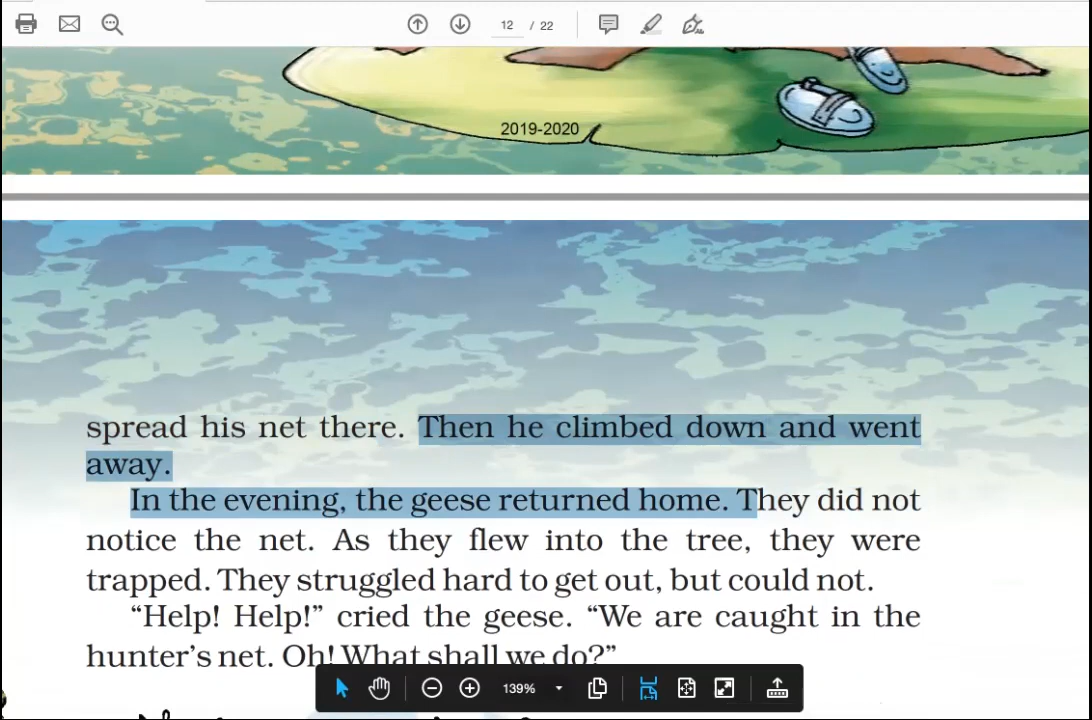 12 / 22
2019-2020
spread his net there. Then he climbed down and went
away.
In the evening, the geese returned home. They did not
notice the net. As they flew into the tree, they were
trapped. They struggled hard to get out, but could not.
“Help! Help!” cried the geese. “We are caught in the
hunter’s net. Oh! What shall we do?”
139%